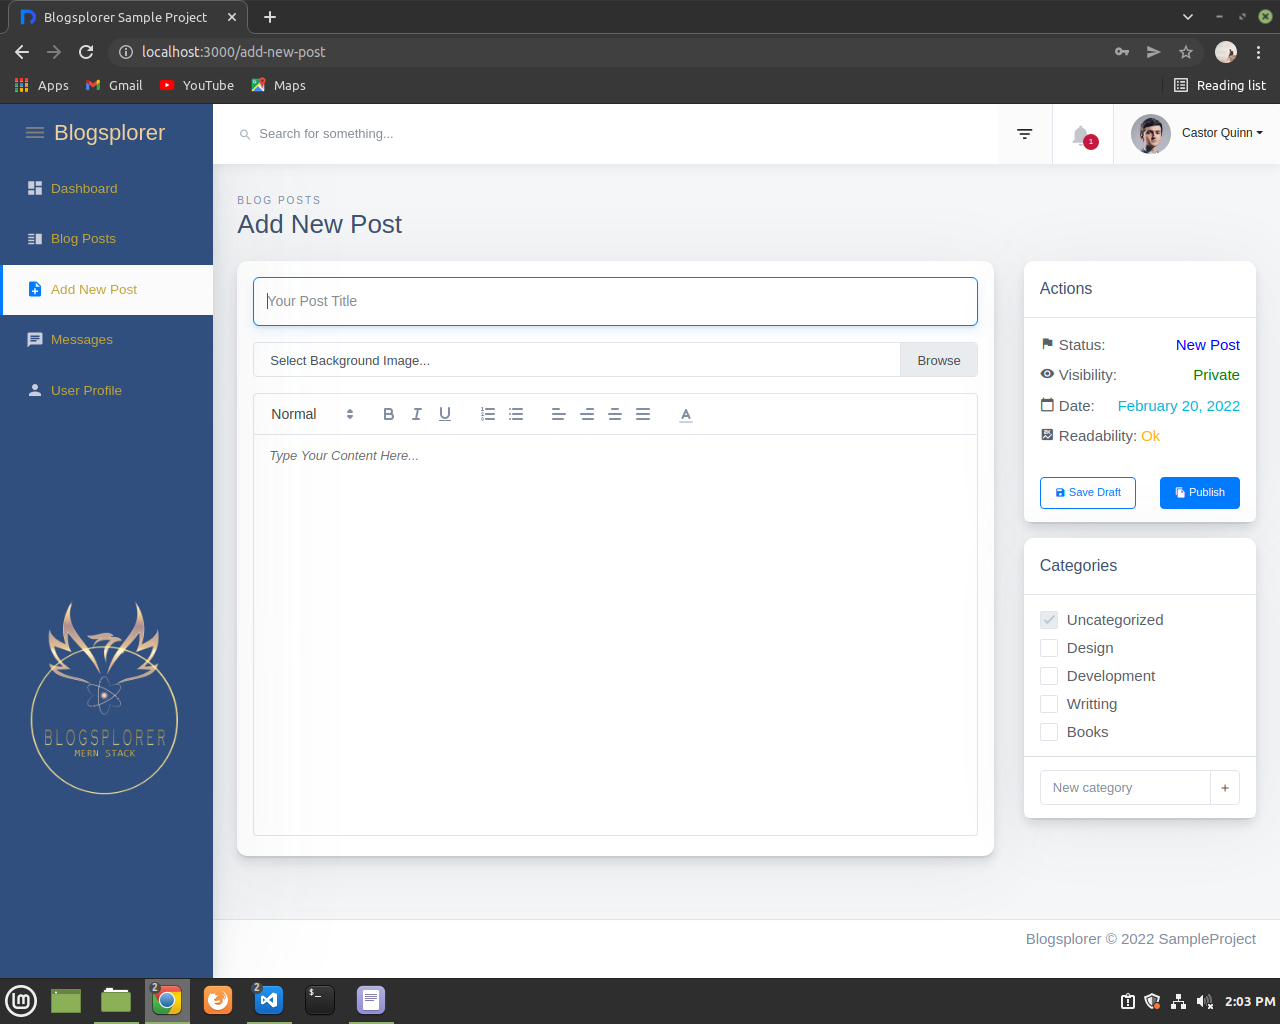 Blogsplorer Sample Project
localhost:3000/add-new-post
Apps Gmail YouTube Maps Reading list
Blogsplorer
Search for something...
1
Castor Quinn
Dashboard
Blog Posts
Add New Post
Messages
User Profile
BLOGSPLORER
MERN STACK
BLOG POSTS
Add New Post
Your Post Title
Select Background Image... Browse
Normal
Type Your Content Here...
Actions
Status: New Post
Visibility: Private
Date: February 20, 2022
Readability: Ok
Save Draft Publish
Categories
Uncategorized
Design
Development
Writting
Books
New category +
Blogsplorer © 2022 SampleProject
2 2 $_ 2:03 PM